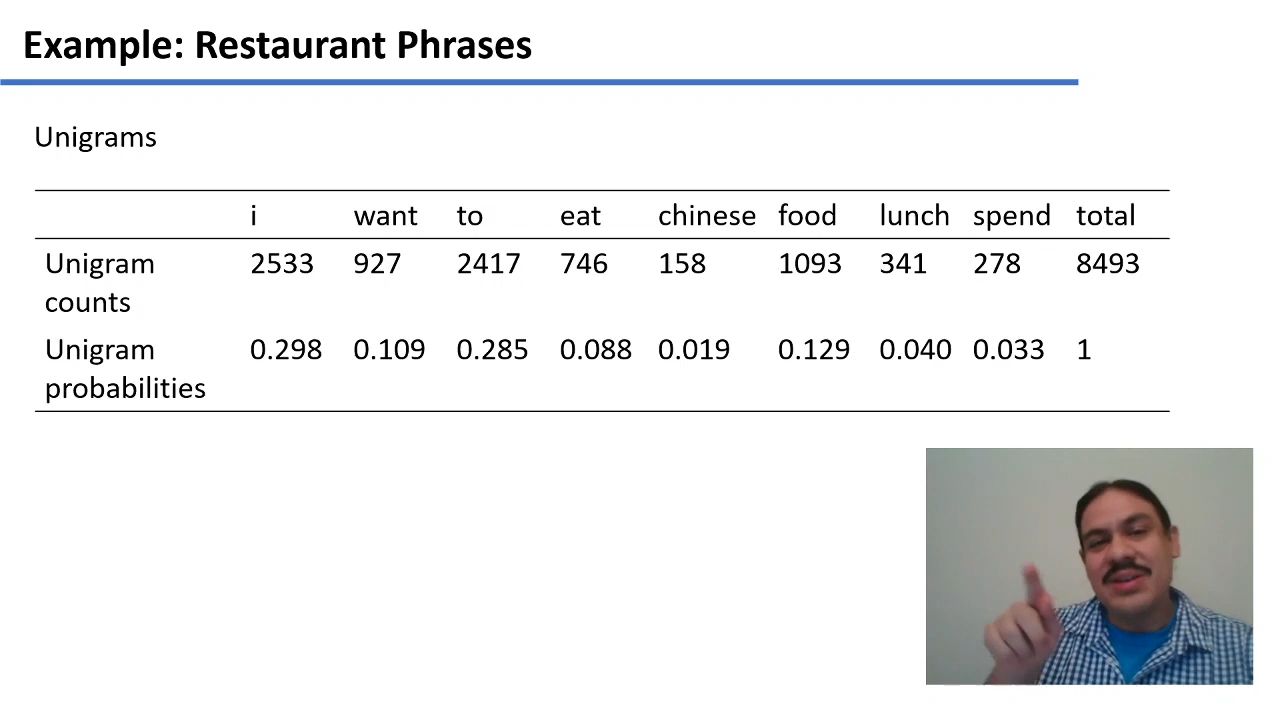 Example: Restaurant Phrases
Unigrams
i want to eat chinese food lunch spend total
Unigram counts 2533 927 2417 746 158 1093 341 278 8493
Unigram probabilities 0.298 0.109 0.285 0.088 0.019 0.129 0.040 0.033 1